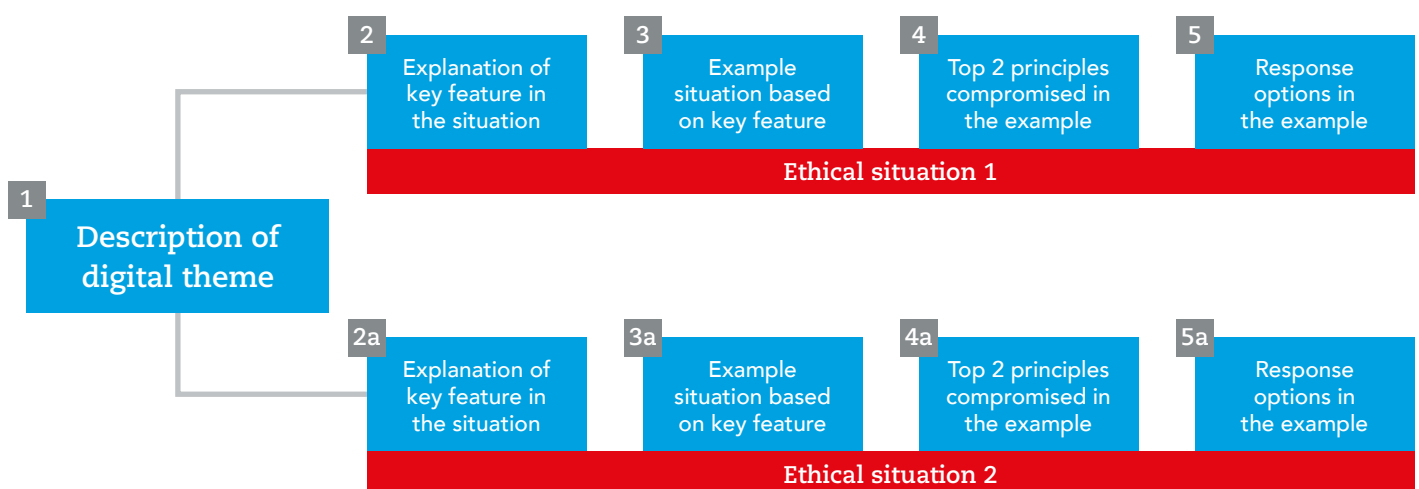 2
Explanation of
key feature in
the situation
3
Example
situation based
on key feature
4
Top 2 principles
compromised in
the example
5
Response
options in
the example
Ethical situation 1
1
Description of
digital theme
2a
Explanation of
key feature in
the situation
3a
Example
situation based
on key feature
4a
Top 2 principles
compromised in
the example
5a
Response
options in
the example
Ethical situation 2